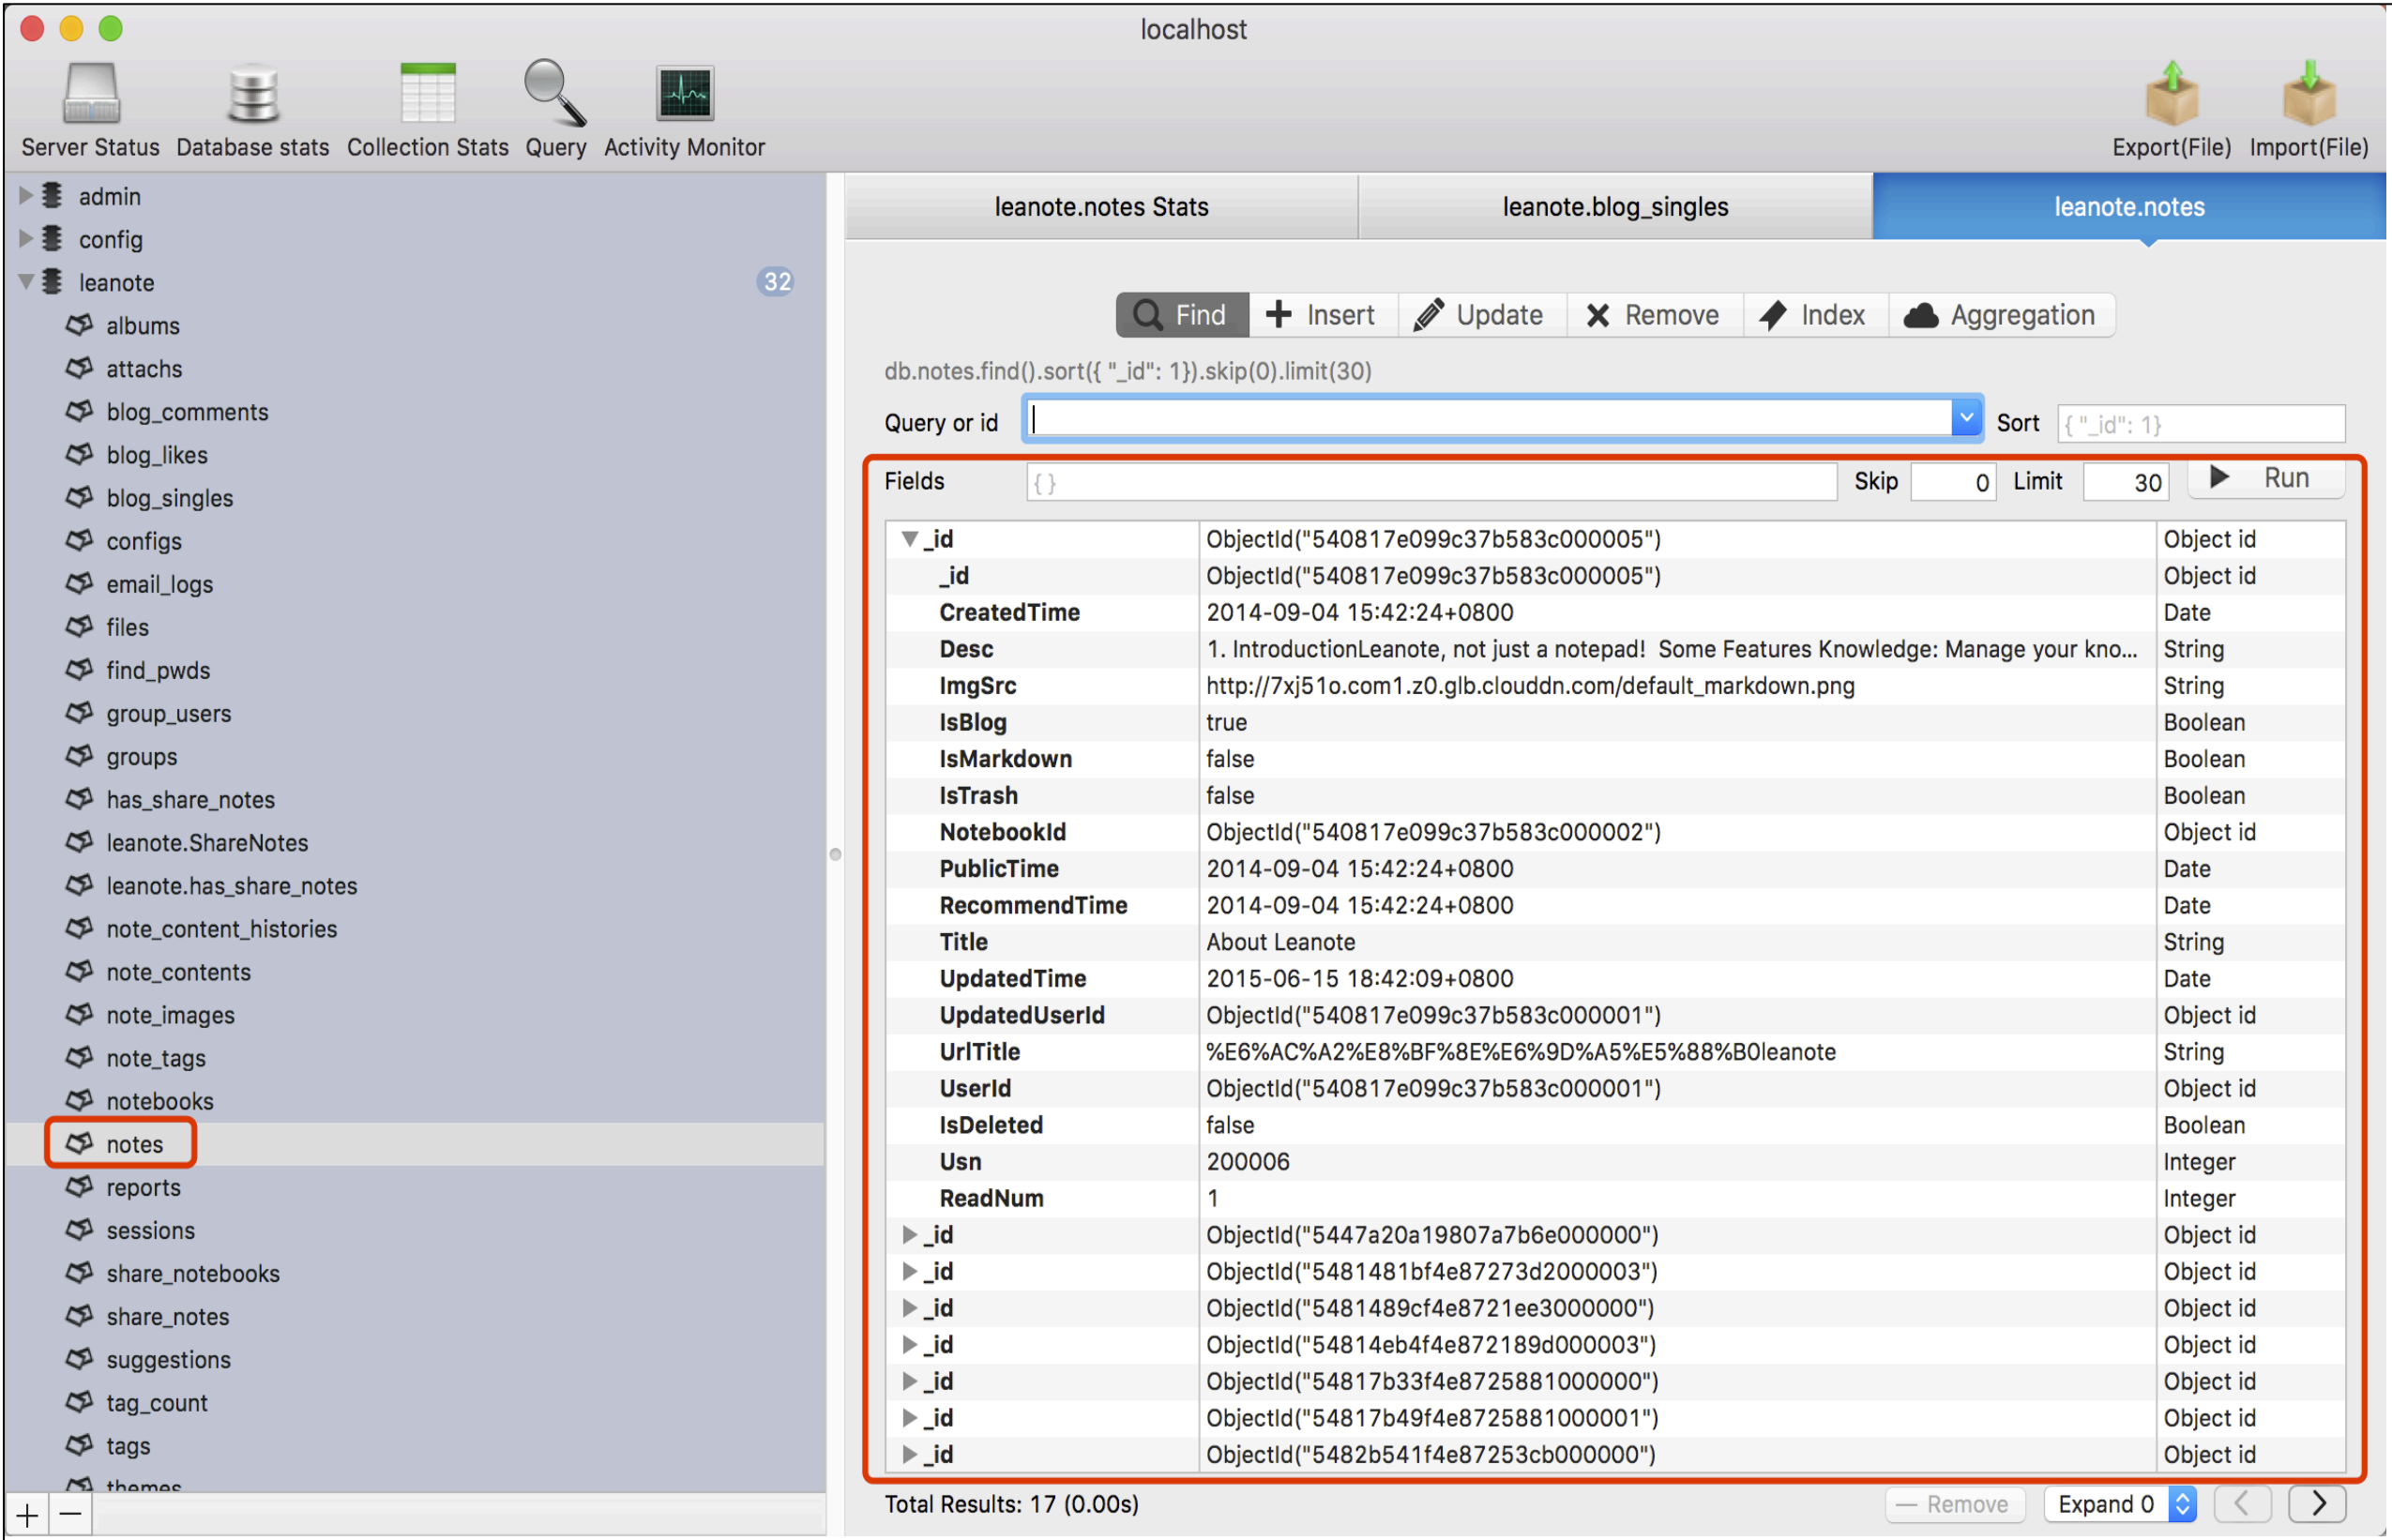 localhost
Server Status Database stats Collection Stats Query Activity Monitor Export(File) Import(File)
admin
config
leanote 32
albums
attachs
blog_comments
blog_likes
blog_singles
configs
email_logs
files
find_pwds
group_users
groups
has_share_notes
leanote.ShareNotes
leanote.has_share_notes
note_content_histories
note_contents
note_images
note_tags
notebooks
notes
reports
sessions
share_notebooks
share_notes
suggestions
tag_count
tags
themes
leanote.notes Stats leanote.blog_singles leanote.notes
Find Insert Update Remove Index Aggregation
db.notes.find().sort({ "_id": 1}).skip(0).limit(30)
Query or id Sort { "_id": 1}
Fields { } Skip 0 Limit 30 Run
_id ObjectId("540817e099c37b583c000005") Object id
_id ObjectId("540817e099c37b583c000005") Object id
CreatedTime 2014-09-04 15:42:24+0800 Date
Desc 1. IntroductionLeanote, not just a notepad! Some Features Knowledge: Manage your kno... String
ImgSrc http://7xj51o.com1.z0.glb.clouddn.com/default_markdown.png String
IsBlog true Boolean
IsMarkdown false Boolean
IsTrash false Boolean
NotebookId ObjectId("540817e099c37b583c000002") Object id
PublicTime 2014-09-04 15:42:24+0800 Date
RecommendTime 2014-09-04 15:42:24+0800 Date
Title About Leanote String
UpdatedTime 2015-06-15 18:42:09+0800 Date
UpdatedUserId ObjectId("540817e099c37b583c000001") Object id
UrlTitle %E6%AC%A2%E8%BF%8E%E6%9D%A5%E5%88%B0leanote String
UserId ObjectId("540817e099c37b583c000001") Object id
IsDeleted false Boolean
Usn 200006 Integer
ReadNum 1 Integer
_id ObjectId("5447a20a19807a7b6e000000") Object id
_id ObjectId("5481481bf4e87273d2000003") Object id
_id ObjectId("5481489cf4e8721ee3000000") Object id
_id ObjectId("54814eb4f4e872189d000003") Object id
_id ObjectId("54817b33f4e8725881000000") Object id
_id ObjectId("54817b49f4e8725881000001") Object id
_id ObjectId("5482b541f4e87253cb000000") Object id
Total Results: 17 (0.00s) Remove Expand 0